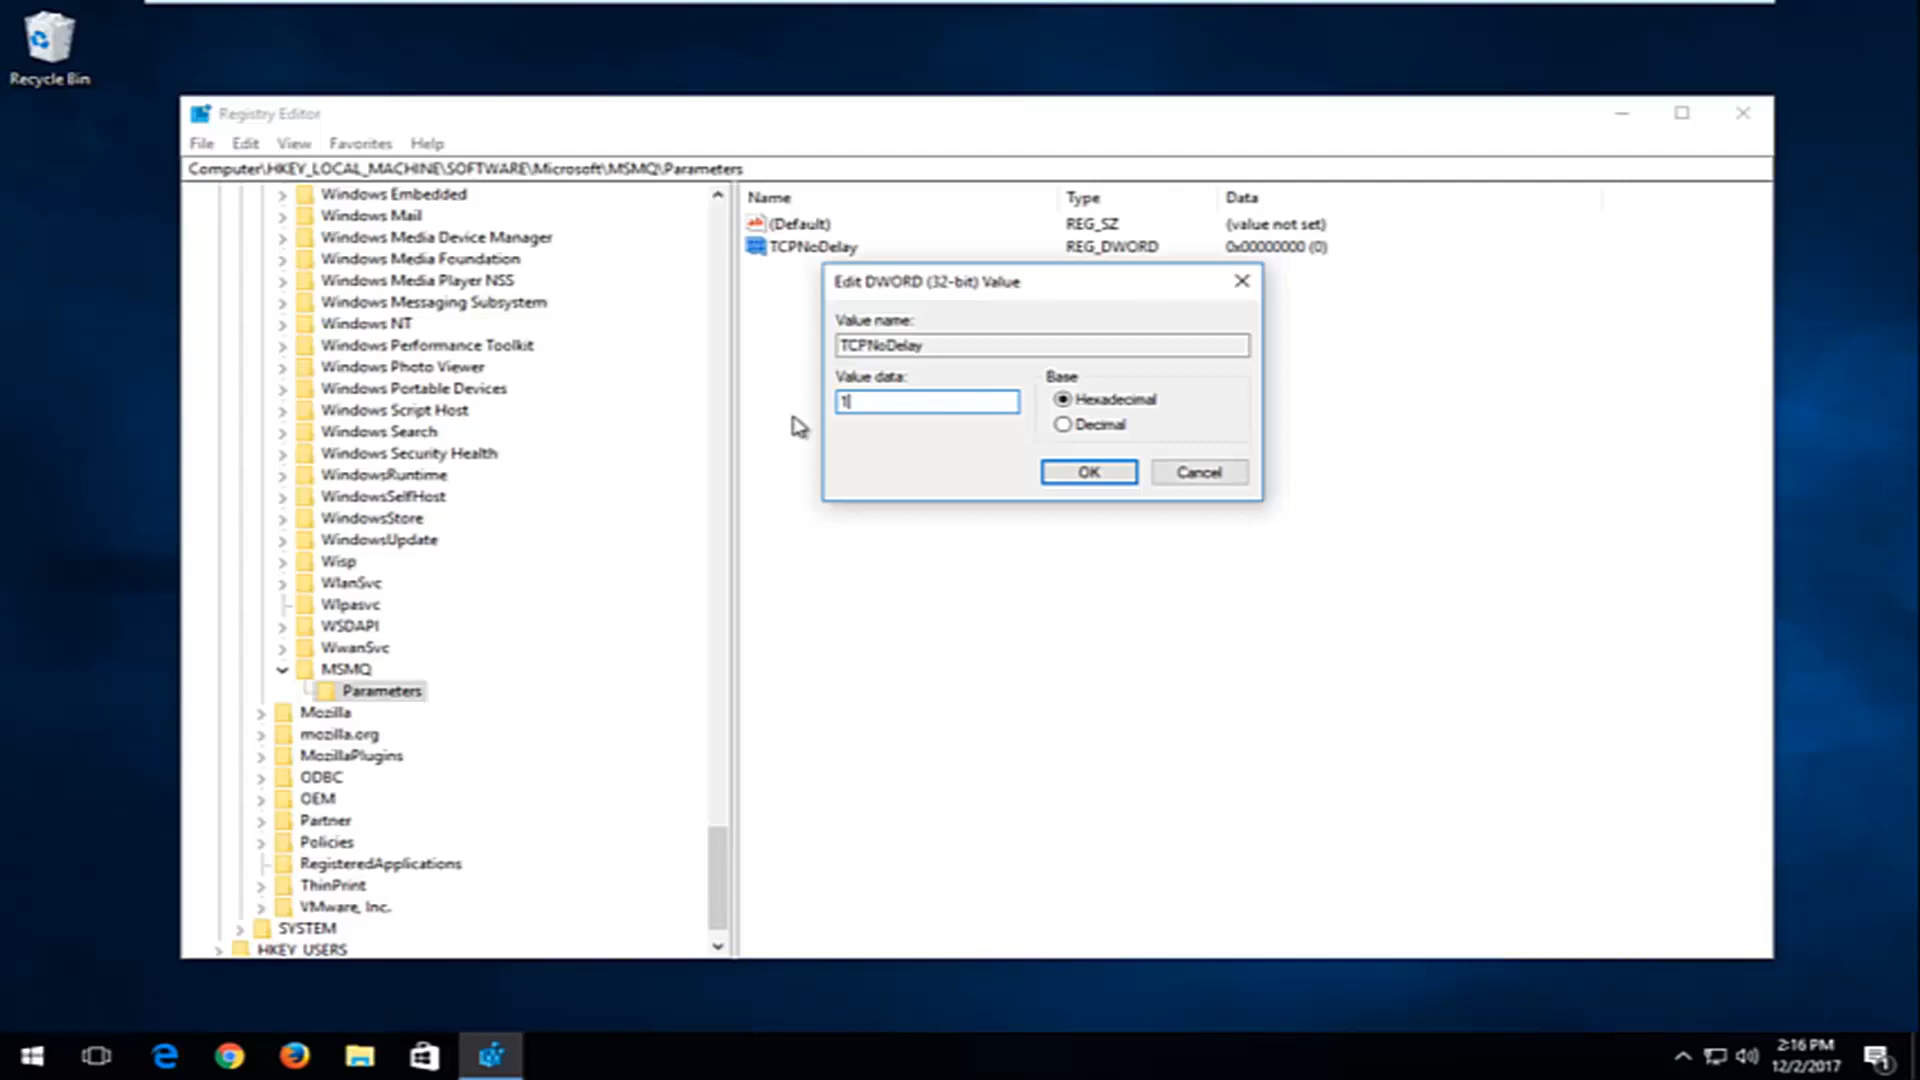 Recycle Bin
Registry Editor
File Edit View Favorites Help
Computer\HKEY_LOCAL_MACHINE\SOFTWARE\Microsoft\MSMQ\Parameters
Windows Embedded
Windows Mail
Windows Media Device Manager
Windows Media Foundation
Windows Media Player NSS
Windows Messaging Subsystem
Windows NT
Windows Performance Toolkit
Windows Photo Viewer
Windows Portable Devices
Windows Script Host
Windows Search
Windows Security Health
WindowsRuntime
WindowsSelfHost
WindowsStore
WindowsUpdate
Wisp
WlanSvc
Wlpasvc
WSDAPI
WwanSvc
MSMQ
Parameters
Mozilla
mozilla.org
MozillaPlugins
ODBC
OEM
Partner
Policies
RegisteredApplications
ThinPrint
VMware, Inc.
SYSTEM
HKEY_USERS
Name Type Data
ab (Default) REG_SZ (value not set)
TCPNoDelay REG_DWORD 0x00000000 (0)
Edit DWORD (32-bit) Value
Value name:
TCPNoDelay
Value data: Base
1 Hexadecimal
Decimal
OK Cancel
2:16 PM
12/2/2017
1